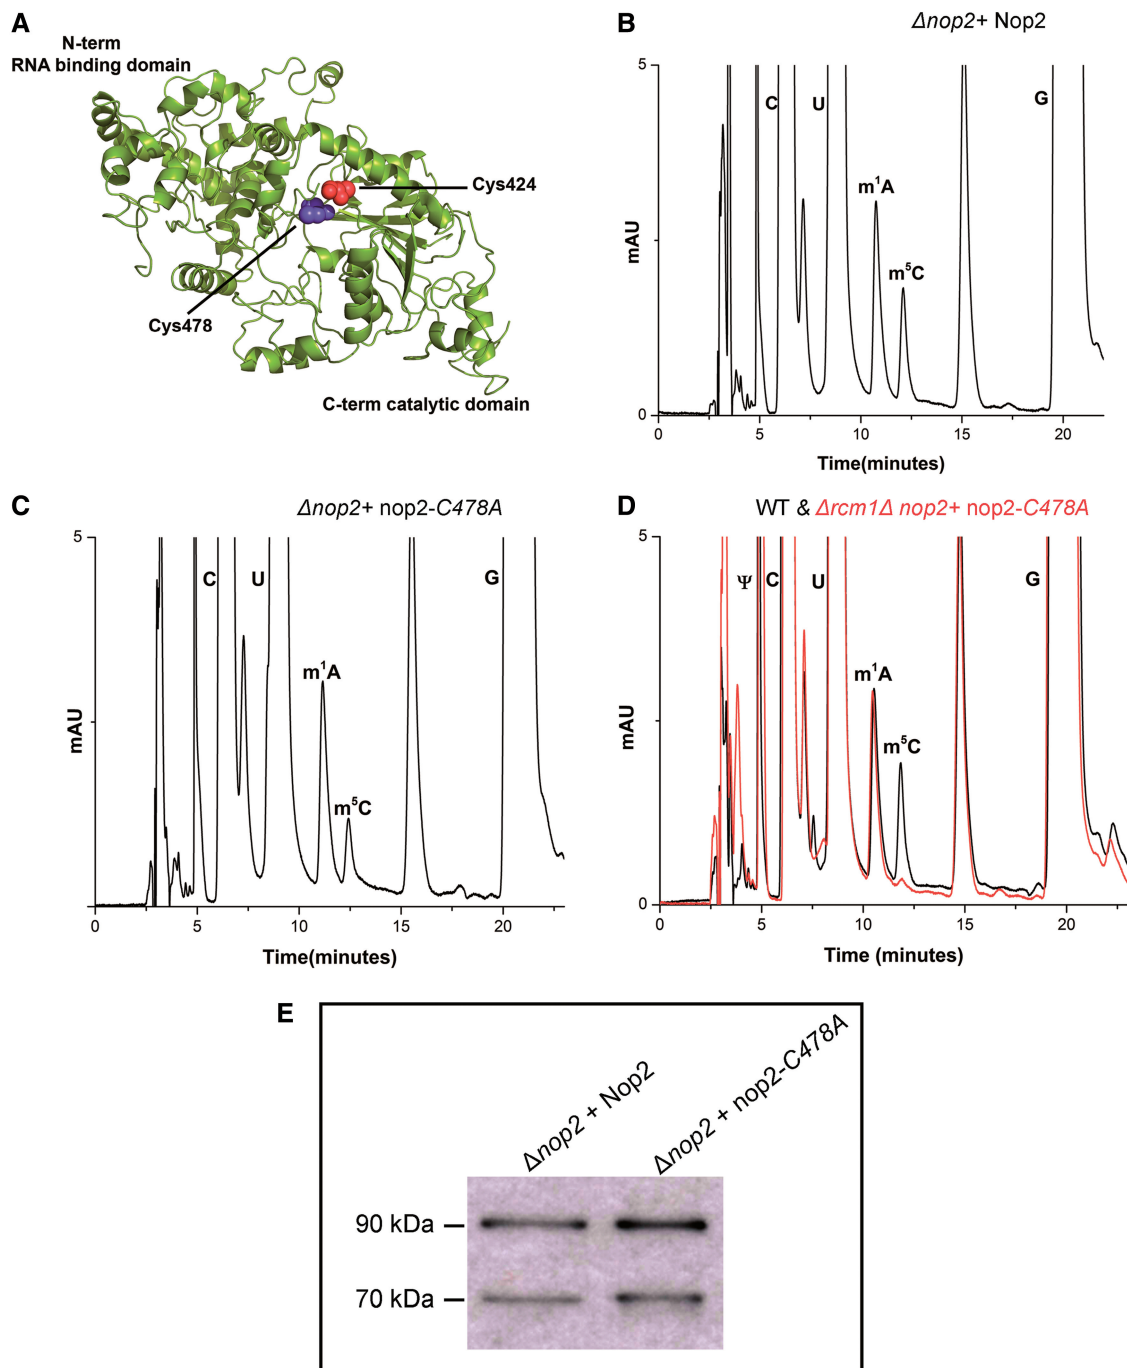 A
N-term
RNA binding domain
Cys424
Cys478
C-term catalytic domain
B
Δnop2+ Nop2
5
C
U
G
m¹A
m⁵C
mAU
0
0
5
10
15
20
Time(minutes)
C
Δnop2+ nop2-C478A
5
C
U
G
m¹A
m⁵C
mAU
0
0
5
10
15
20
Time(minutes)
D
WT & Δrcm1Δ nop2+ nop2-C478A
5
Ψ
C
U
G
m¹A
m⁵C
mAU
0
0
5
10
15
20
Time (minutes)
E
Δnop2 + Nop2
Δnop2 + nop2-C478A
90 kDa
70 kDa